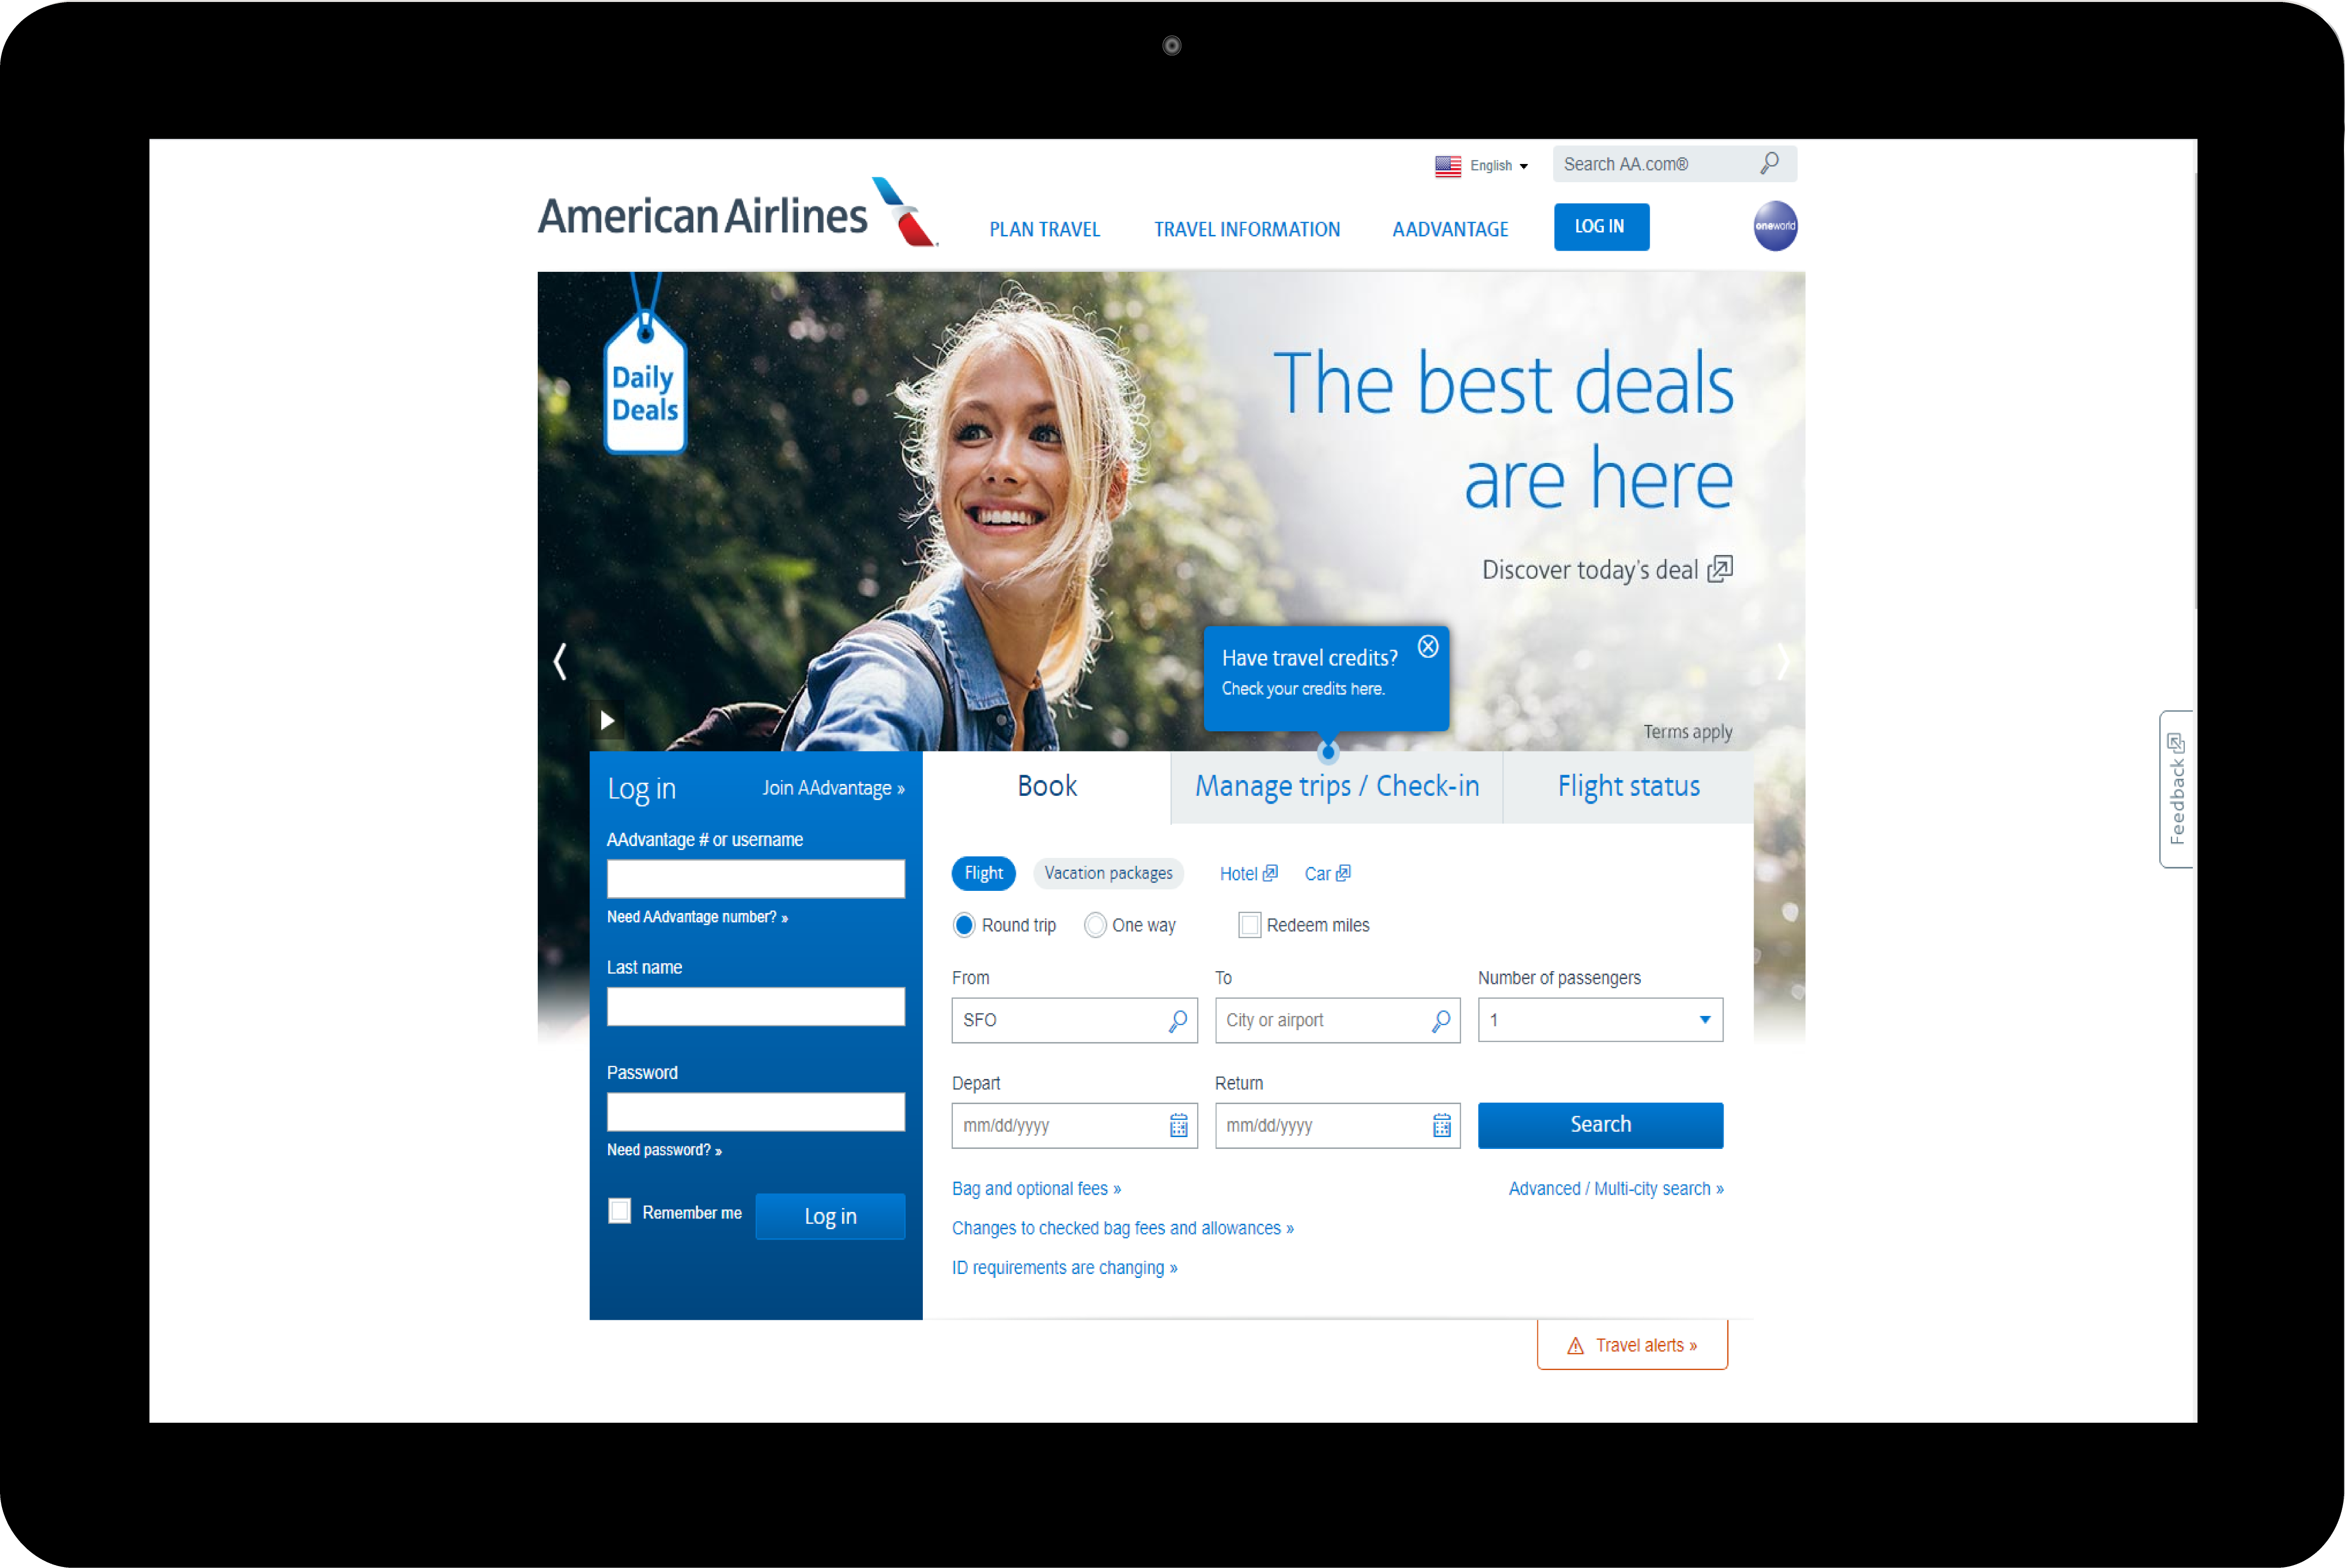 English
Search AA.com®
American Airlines
PLAN TRAVEL
TRAVEL INFORMATION
AADVANTAGE
LOG IN
oneworld
Daily
Deals
The best deals
are here
Discover today's deal
Have travel credits?
Check your credits here.
Terms apply
Feedback
Log in
Join AAdvantage »
AAdvantage # or username
Need AAdvantage number? »
Last name
Password
Need password? »
Remember me
Log in
Book
Manage trips / Check-in
Flight status
Flight
Vacation packages
Hotel
Car
Round trip
One way
Redeem miles
From
To
Number of passengers
SFO
City or airport
1
Depart
Return
mm/dd/yyyy
mm/dd/yyyy
Search
Bag and optional fees »
Advanced / Multi-city search »
Changes to checked bag fees and allowances »
ID requirements are changing »
Travel alerts »